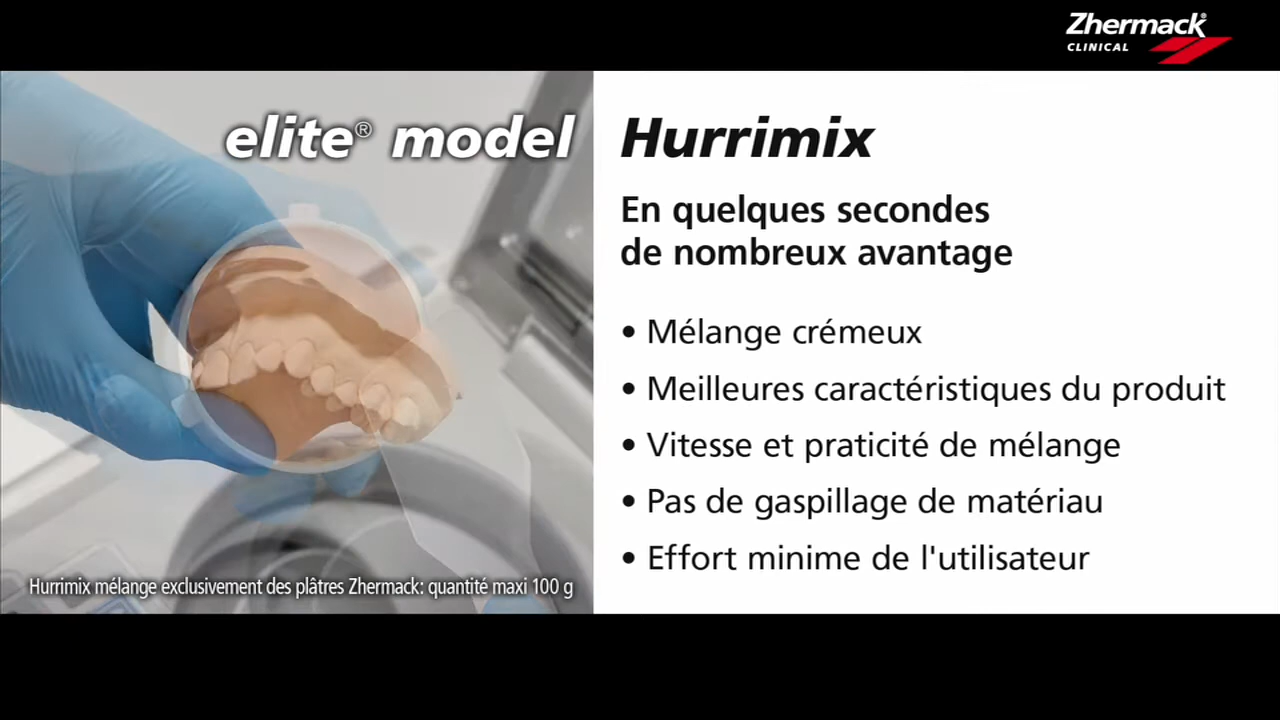 Zhermack®
CLINICAL
elite® model
Hurrimix
En quelques secondes
de nombreux avantage
• Mélange crémeux
• Meilleures caractéristiques du produit
• Vitesse et praticité de mélange
• Pas de gaspillage de matériau
• Effort minime de l'utilisateur
Hurrimix mélange exclusivement des plâtres Zhermack: quantité maxi 100 g